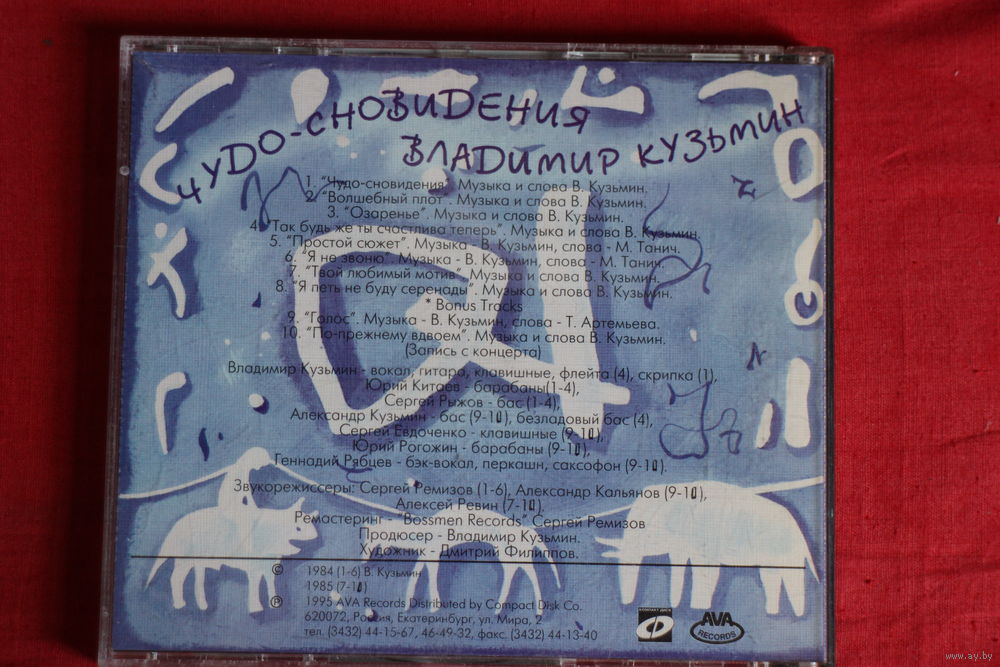 ЧУДО-СНОВИДЕНИЯ
ВЛАДИМИР КУЗЬМИН
1. "Чудо-сновидения". Музыка и слова В. Кузьмин.
2. "Волшебный плот". Музыка и слова В. Кузьмин.
3. "Озаренье". Музыка и слова В. Кузьмин.
4. "Так будь же ты счастлива теперь". Музыка и слова В. Кузьмин.
5. "Простой сюжет". Музыка - В. Кузьмин, слова - М. Танич.
6. "Я не звоню". Музыка - В. Кузьмин, слова - М. Танич.
7. "Твой любимый мотив". Музыка и слова В. Кузьмин.
8. "Я петь не буду серенады". Музыка и слова В. Кузьмин.
* Bonus Tracks
9. "Голос". Музыка - В. Кузьмин, слова - Т. Артемьева.
10. "По-прежнему вдвоем". Музыка и слова В. Кузьмин.
(Запись с концерта)
Владимир Кузьмин - вокал, гитара, клавишные, флейта (4), скрипка (1),
Юрий Китаев - барабаны(1-4),
Сергей Рыжов - бас (1-4),
Александр Кузьмин - бас (9-10), безладовый бас (4),
Сергей Евдоченко - клавишные (9-10),
Юрий Рогожин - барабаны (9-10),
Геннадий Рябцев - бэк-вокал, перкашн, саксофон (9-10).
Звукорежиссеры: Сергей Ремизов (1-6), Александр Кальянов (9-10),
Алексей Ревин (7-10).
Ремастеринг - "Bossmen Records" Сергей Ремизов
Продюсер - Владимир Кузьмин.
Художник - Дмитрий Филиппов.
© 1984 (1-6) В. Кузьмин
1985 (7-10)
℗ 1995 AVA Records Distributed by Compact Disk Co.
620072, Россия, Екатеринбург, ул. Мира, 2
тел. (3432) 44-15-67, 46-49-32, факс. (3432) 44-13-40
КОМПАКТ ДИСК
AVA
RECORDS
www.ay.by